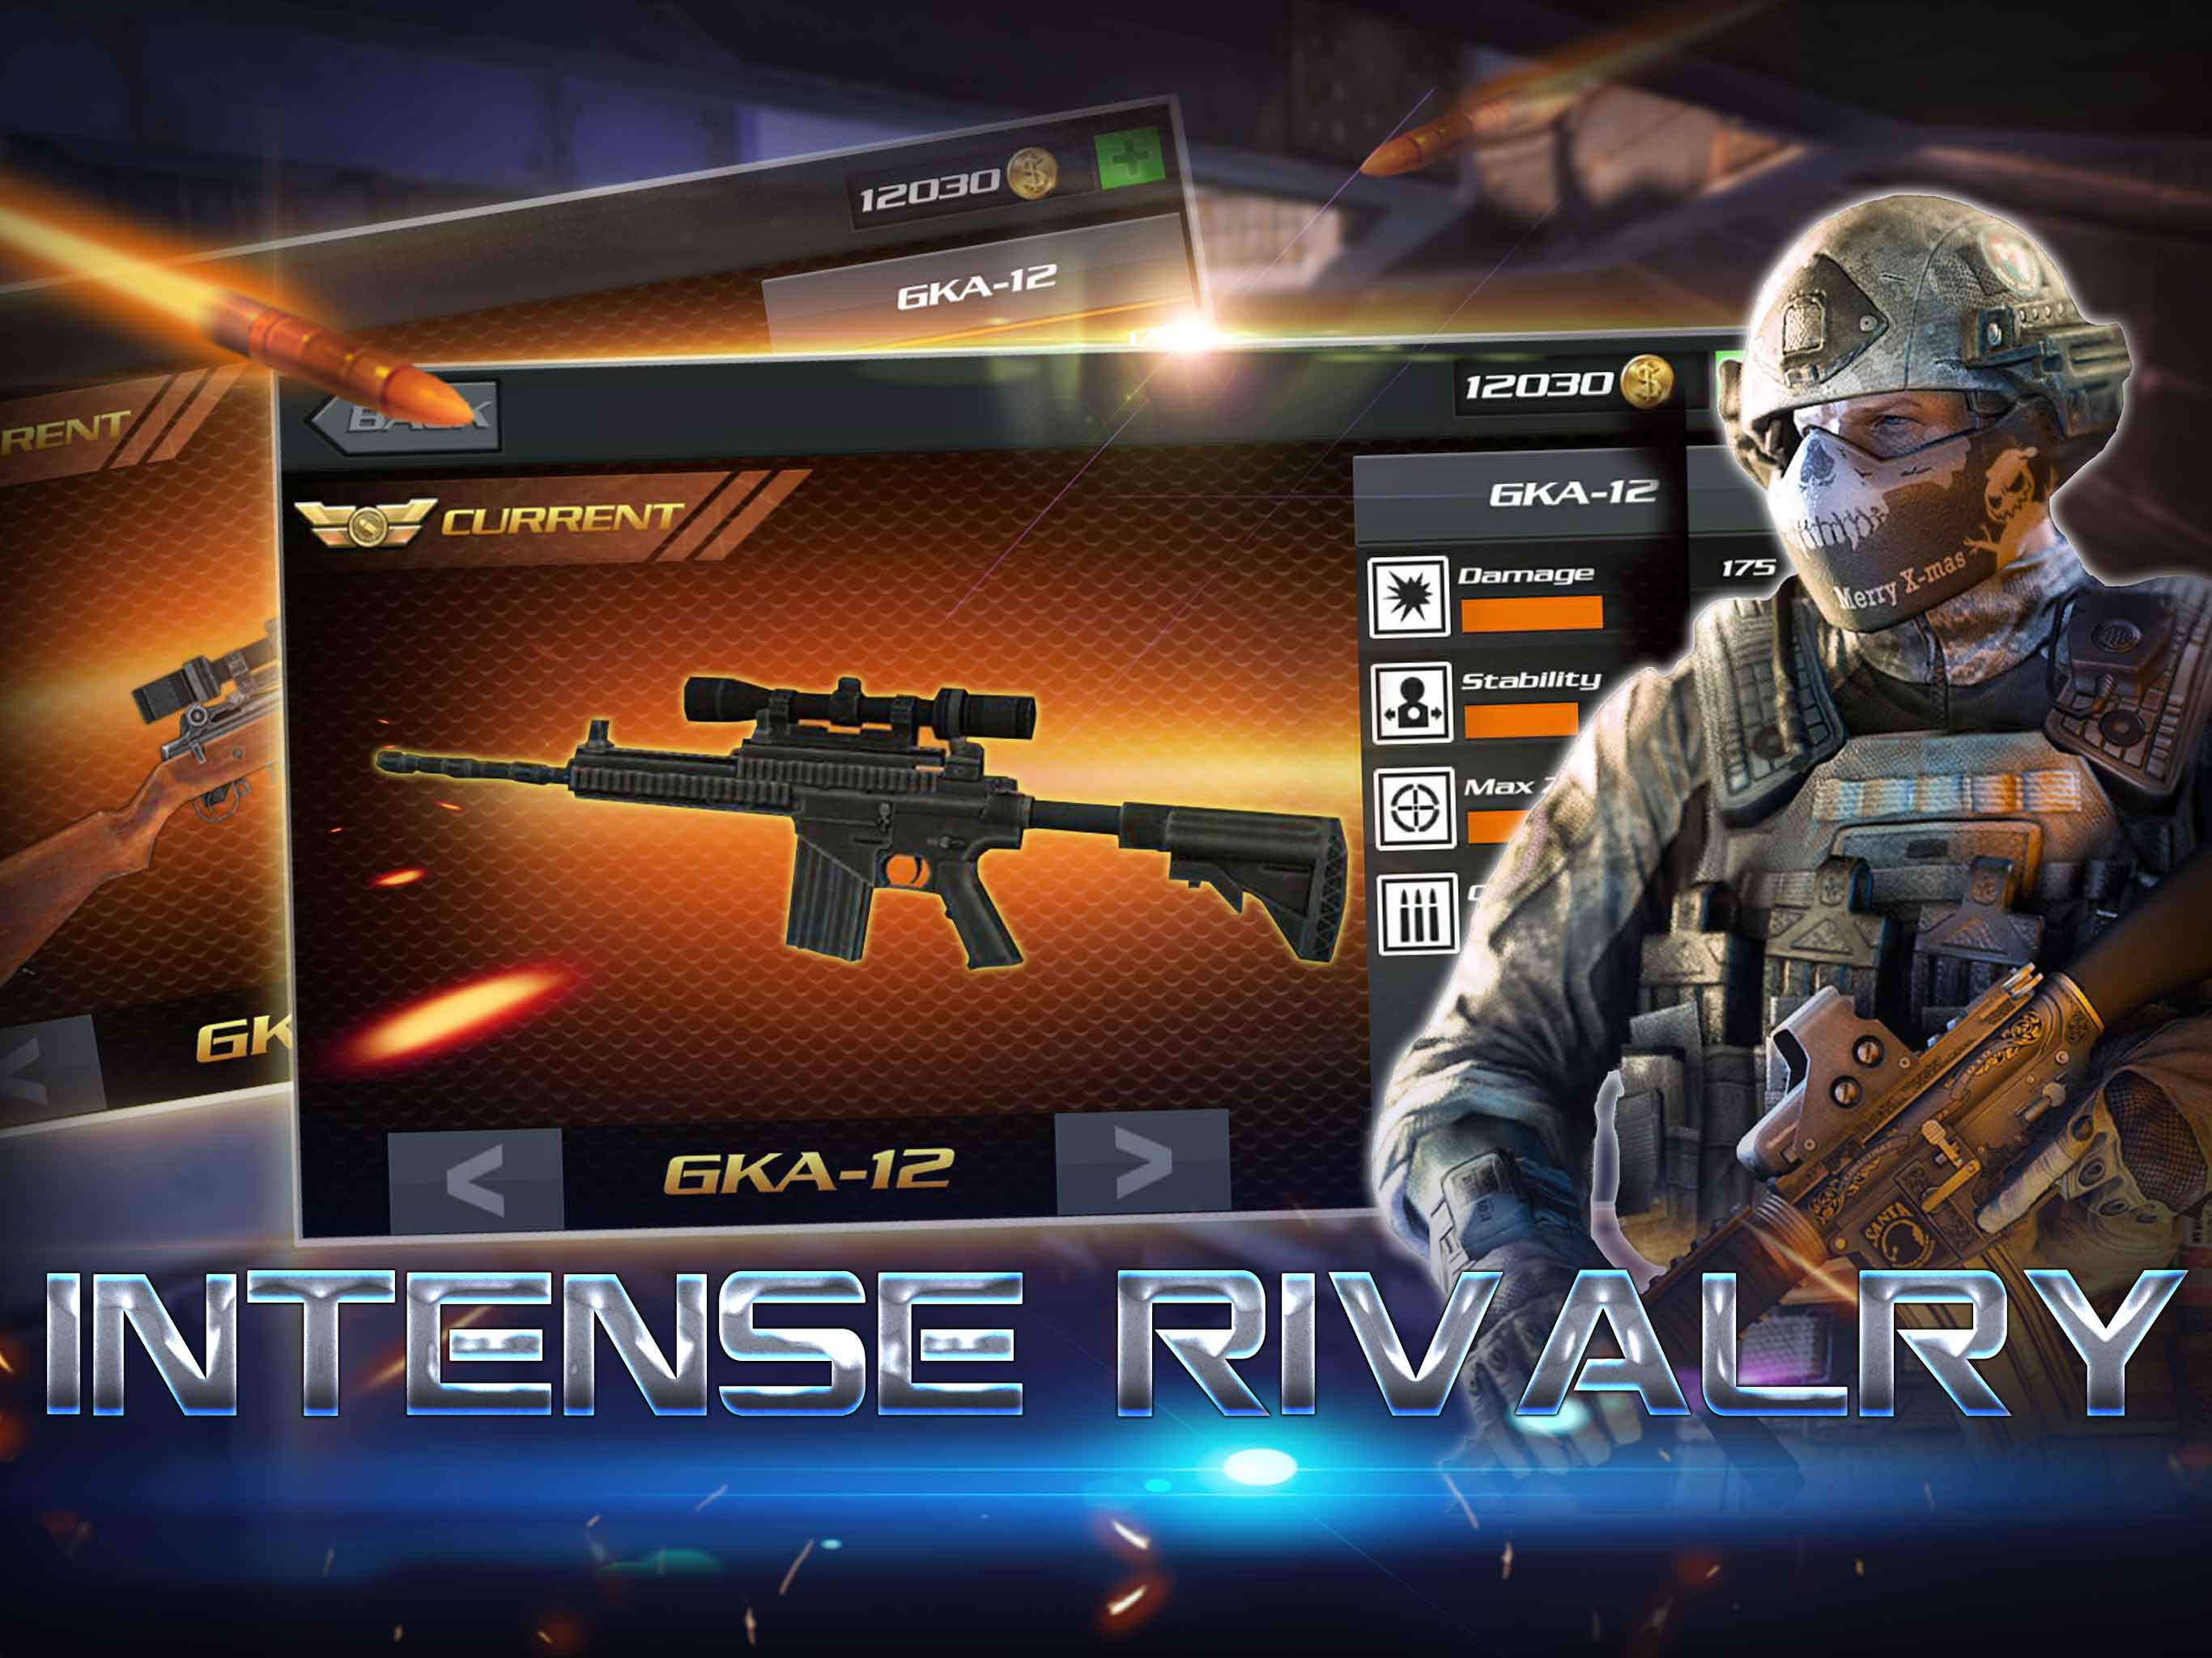 12030
GKA-12
RENT
GK
BACK
12030
CURRENT
GKA-12
Damage
175
Stability
Max
GKA-12
Merry X-mas
SANTA
INTENSE RIVALRY